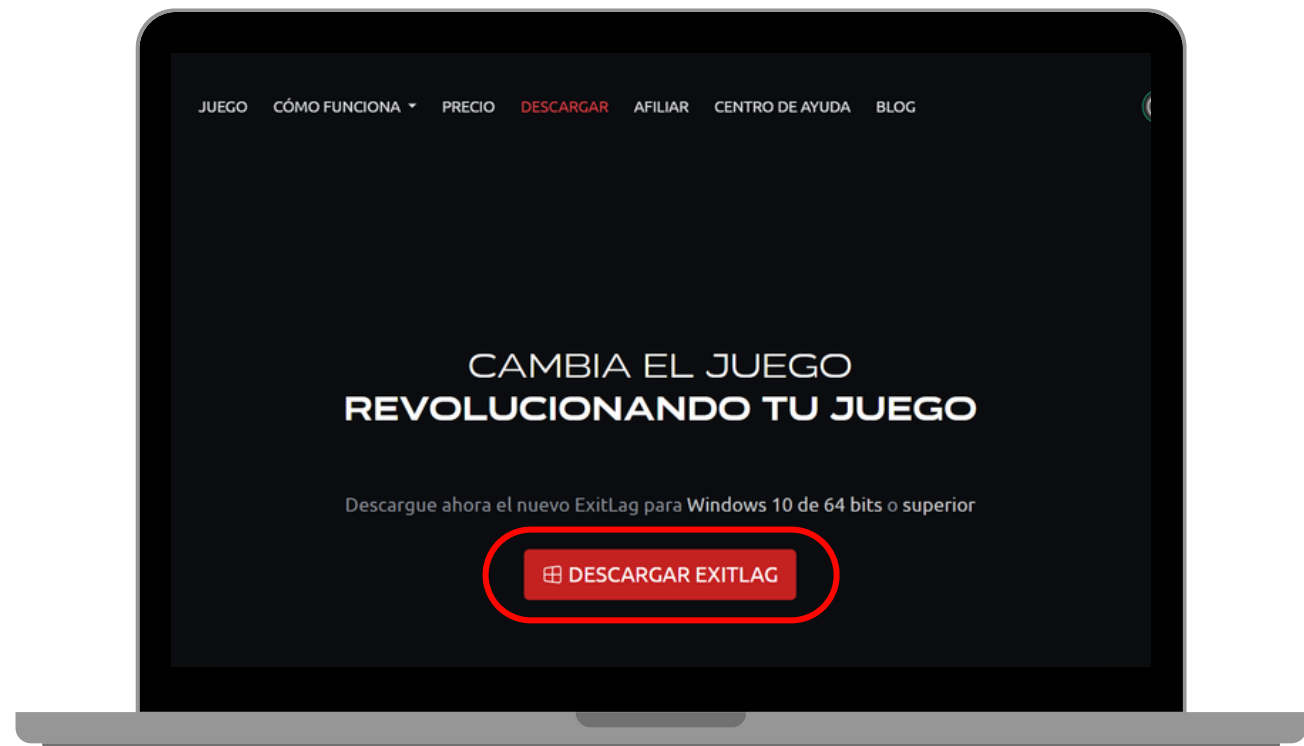 JUEGO CÓMO FUNCIONA PRECIO DESCARGAR AFILIAR CENTRO DE AYUDA BLOG
CAMBIA EL JUEGO
REVOLUCIONANDO TU JUEGO
Descargue ahora el nuevo ExitLag para Windows 10 de 64 bits o superior
DESCARGAR EXITLAG